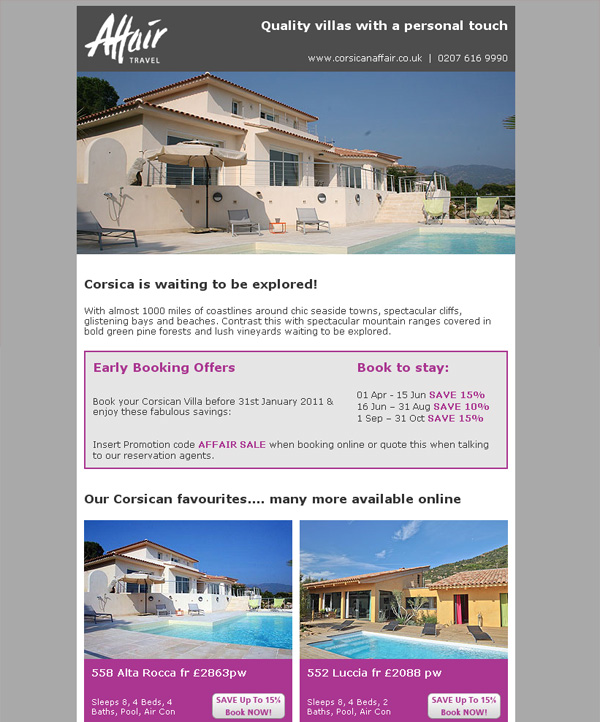 Affair
TRAVEL
Quality villas with a personal touch
www.corsicanaffair.co.uk | 0207 616 9990
Corsica is waiting to be explored!
With almost 1000 miles of coastlines around chic seaside towns, spectacular cliffs,
glistening bays and beaches. Contrast this with spectacular mountain ranges covered in
bold green pine forests and lush vineyards waiting to be explored.
Early Booking Offers
Book your Corsican Villa before 31st January 2011 &
enjoy these fabulous savings:
Book to stay:
01 Apr - 15 Jun SAVE 15%
16 Jun – 31 Aug SAVE 10%
1 Sep – 31 Oct SAVE 15%
Insert Promotion code AFFAIR SALE when booking online or quote this when talking
to our reservation agents.
Our Corsican favourites.... many more available online
558 Alta Rocca fr £2863pw
Sleeps 8, 4 Beds, 4
Baths, Pool, Air Con
SAVE Up To 15%
Book NOW!
552 Luccia fr £2088 pw
Sleeps 8, 4 Beds, 2
Baths, Pool, Air Con
SAVE Up To 15%
Book NOW!